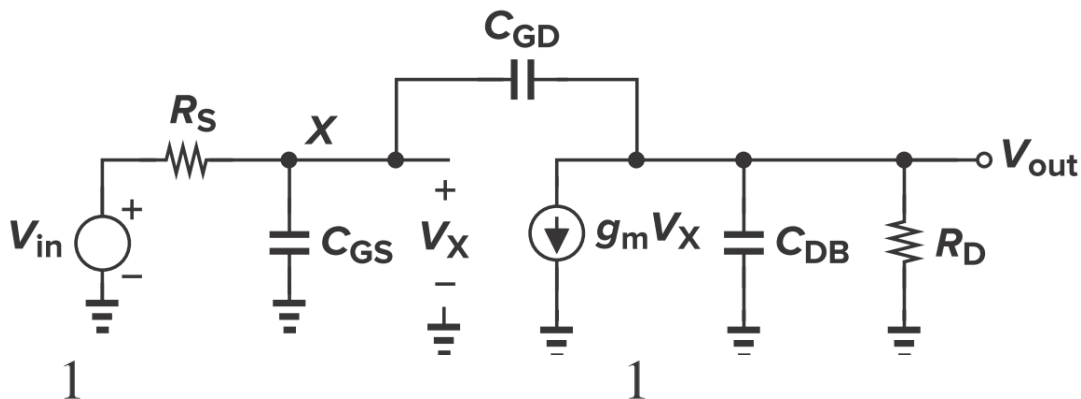 C_GD
R_S X
V_in + − C_GS + V_X − g_mV_X C_DB R_D V_out
1 1